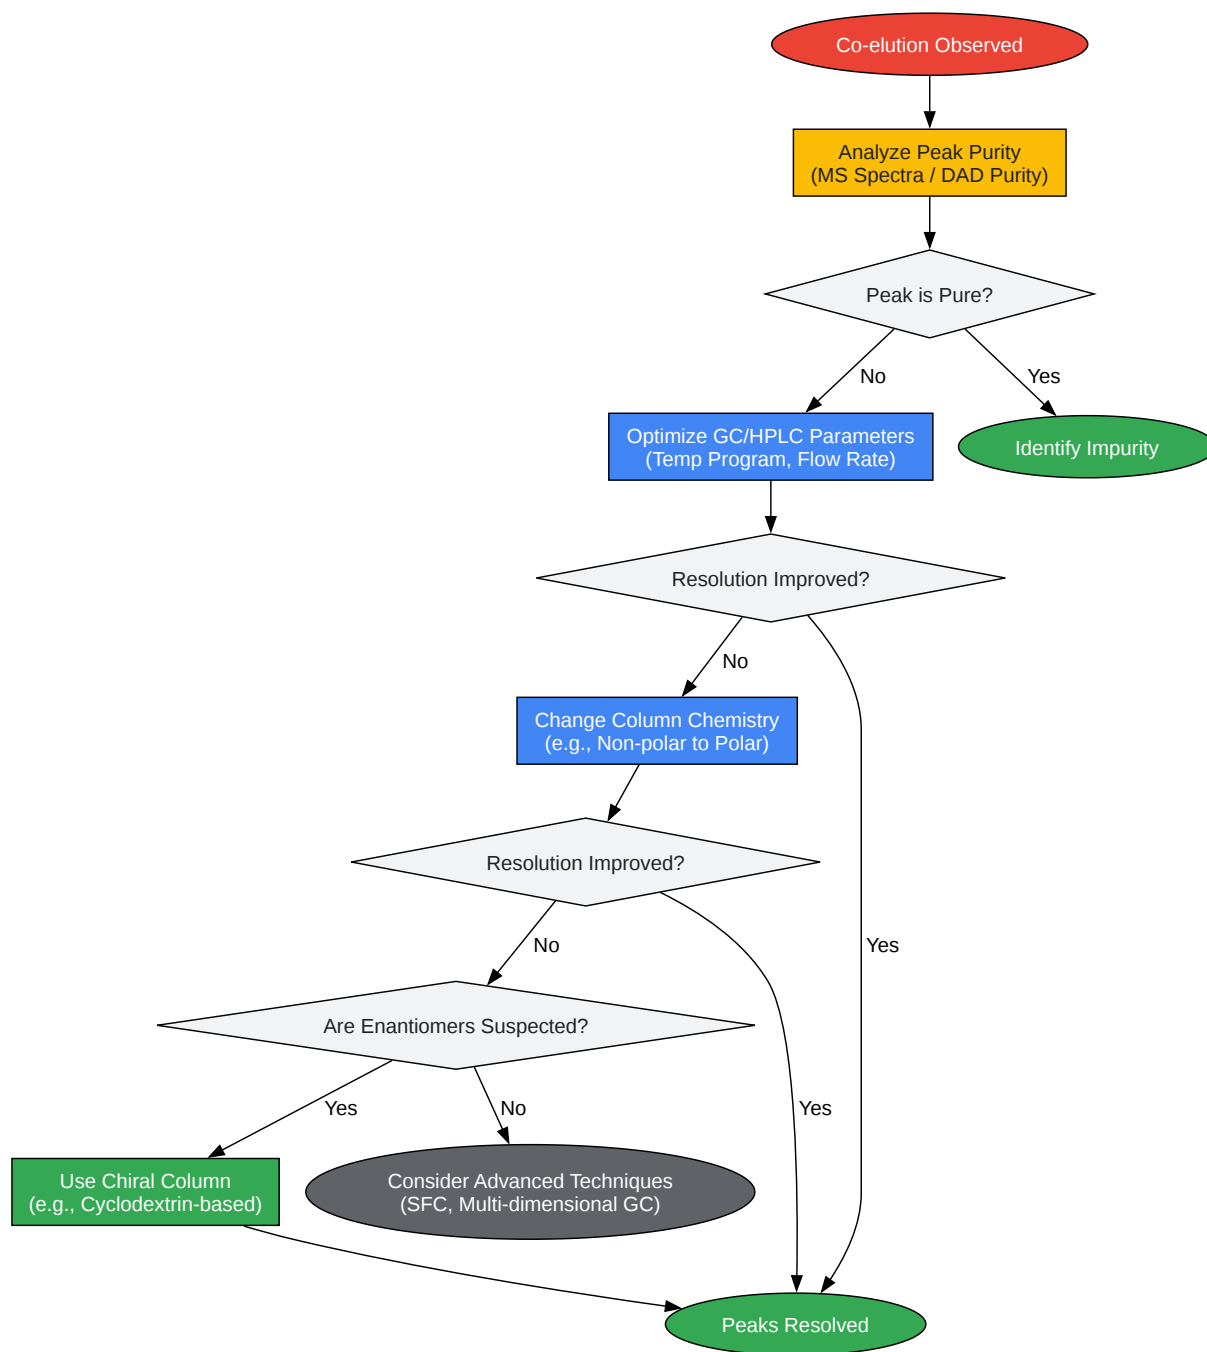 Co-elution Observed
Analyze Peak Purity
(MS Spectra / DAD Purity)
Peak is Pure?
No
Yes
Optimize GC/HPLC Parameters
(Temp Program, Flow Rate)
Identify Impurity
Resolution Improved?
No
Change Column Chemistry
(e.g., Non-polar to Polar)
Resolution Improved?
No
Yes
Are Enantiomers Suspected?
Yes
No
Yes
Use Chiral Column
(e.g., Cyclodextrin-based)
Consider Advanced Techniques
(SFC, Multi-dimensional GC)
Peaks Resolved